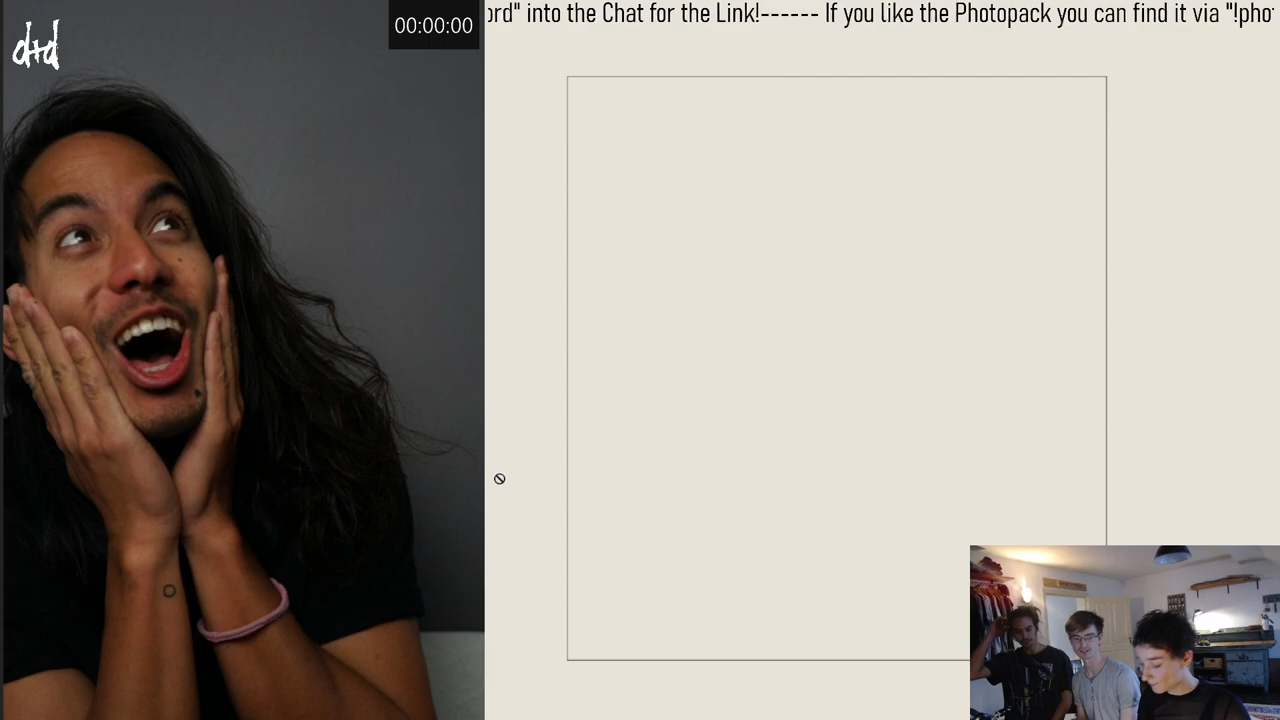 d+d
00:00:00
ord" into the Chat for the Link!------ If you like the Photopack you can find it via "!pho